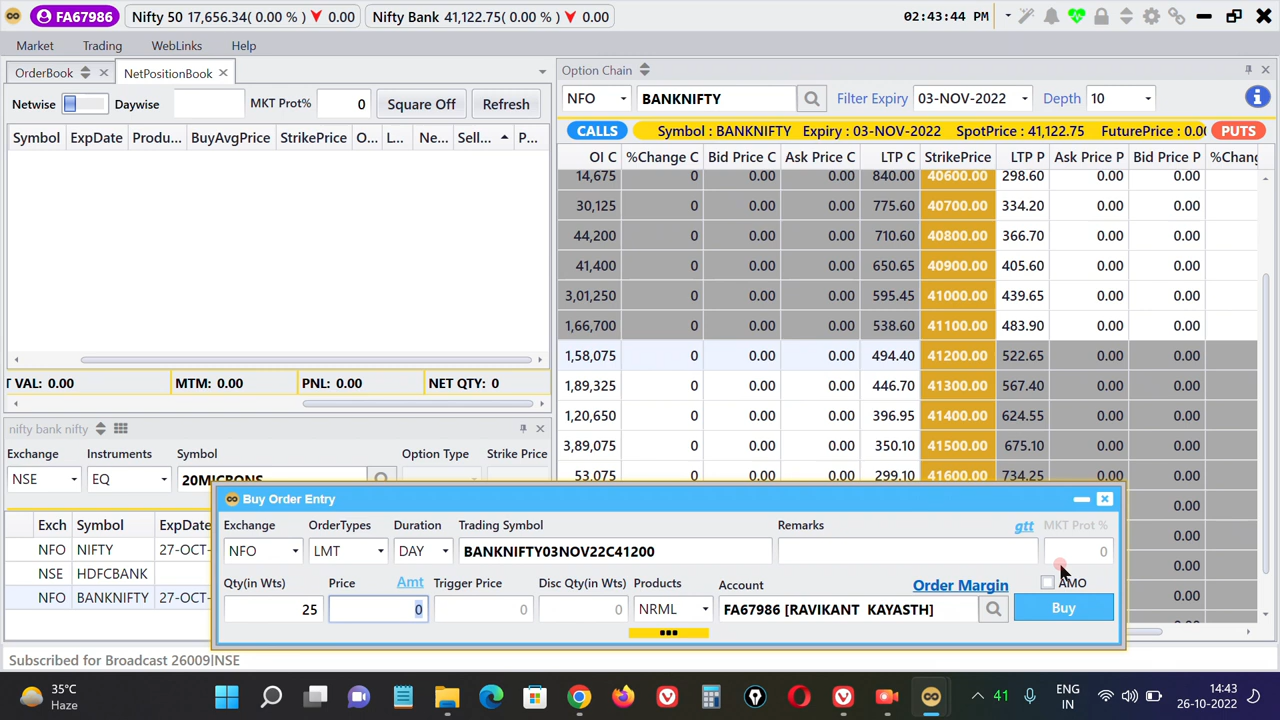 FA67986 Nifty 50 17,656.34( 0.00 % ) 0.00 Nifty Bank 41,122.75( 0.00 % ) 0.00 02:43:44 PM
Market Trading WebLinks Help
OrderBook NetPositionBook
Netwise Daywise MKT Prot% 0 Square Off Refresh
Symbol ExpDate Produ... BuyAvgPrice StrikePrice O... L... Ne... Sell... P...
T VAL: 0.00 MTM: 0.00 PNL: 0.00 NET QTY: 0
nifty bank nifty
Exchange Instruments Symbol Option Type Strike Price
NSE EQ 20MICRONS
Exch Symbol ExpDat
NFO NIFTY 27-OCT-
NSE HDFCBANK
NFO BANKNIFTY 27-OCT-
Option Chain
NFO BANKNIFTY Filter Expiry 03-NOV-2022 Depth 10
CALLS Symbol : BANKNIFTY Expiry : 03-NOV-2022 SpotPrice : 41,122.75 FuturePrice : 0.00 PUTS
OI C %Change C Bid Price C Ask Price C LTP C StrikePrice LTP P Ask Price P Bid Price P %Chang
14,675 0 0.00 0.00 840.00 40600.00 298.60 0.00 0.00
30,125 0 0.00 0.00 775.60 40700.00 334.20 0.00 0.00
44,200 0 0.00 0.00 710.60 40800.00 366.70 0.00 0.00
41,400 0 0.00 0.00 650.65 40900.00 405.60 0.00 0.00
3,01,250 0 0.00 0.00 595.45 41000.00 439.65 0.00 0.00
1,66,700 0 0.00 0.00 538.60 41100.00 483.90 0.00 0.00
1,58,075 0 0.00 0.00 494.40 41200.00 522.65 0.00 0.00
1,89,325 0 0.00 0.00 446.70 41300.00 567.40 0.00 0.00
1,20,650 0 0.00 0.00 396.95 41400.00 624.55 0.00 0.00
3,89,075 0 0.00 0.00 350.10 41500.00 675.10 0.00 0.00
53,075 0 0.00 0.00 299.10 41600.00 734.25 0.00 0.00
0.00
0.00
0.00
0.00
Buy Order Entry
Exchange OrderTypes Duration Trading Symbol Remarks gtt MKT Prot %
NFO LMT DAY BANKNIFTY03NOV22C41200 0
Qty(in Wts) Price Amt Trigger Price Disc Qty(in Wts) Products Account Order Margin AMO
25 0 0 0 NRML FA67986 [RAVIKANT KAYASTH] Buy
Subscribed for Broadcast 26009|NSE
35°C
Haze
41 ENG
IN
14:43
26-10-2022